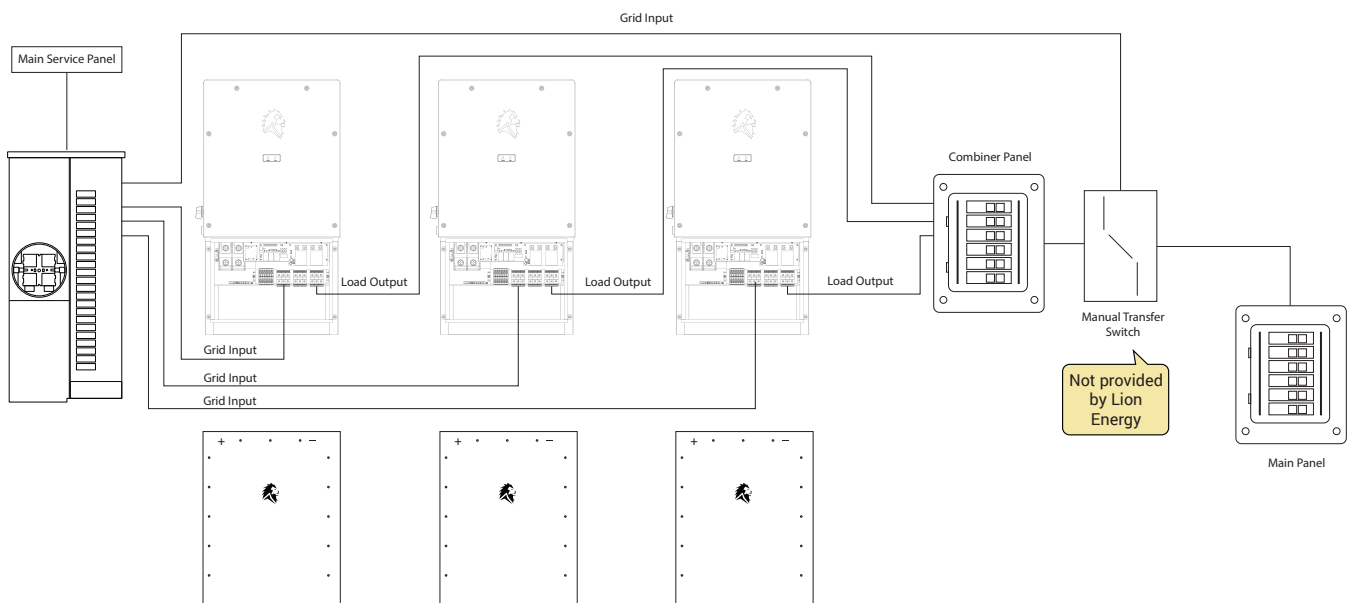 Grid Input
Main Service Panel
Combiner Panel
Load Output
Load Output
Load Output
Manual Transfer
Switch
Grid Input
Grid Input
Grid Input
Not provided
by Lion
Energy
Main Panel
+ −
+ −
+ −